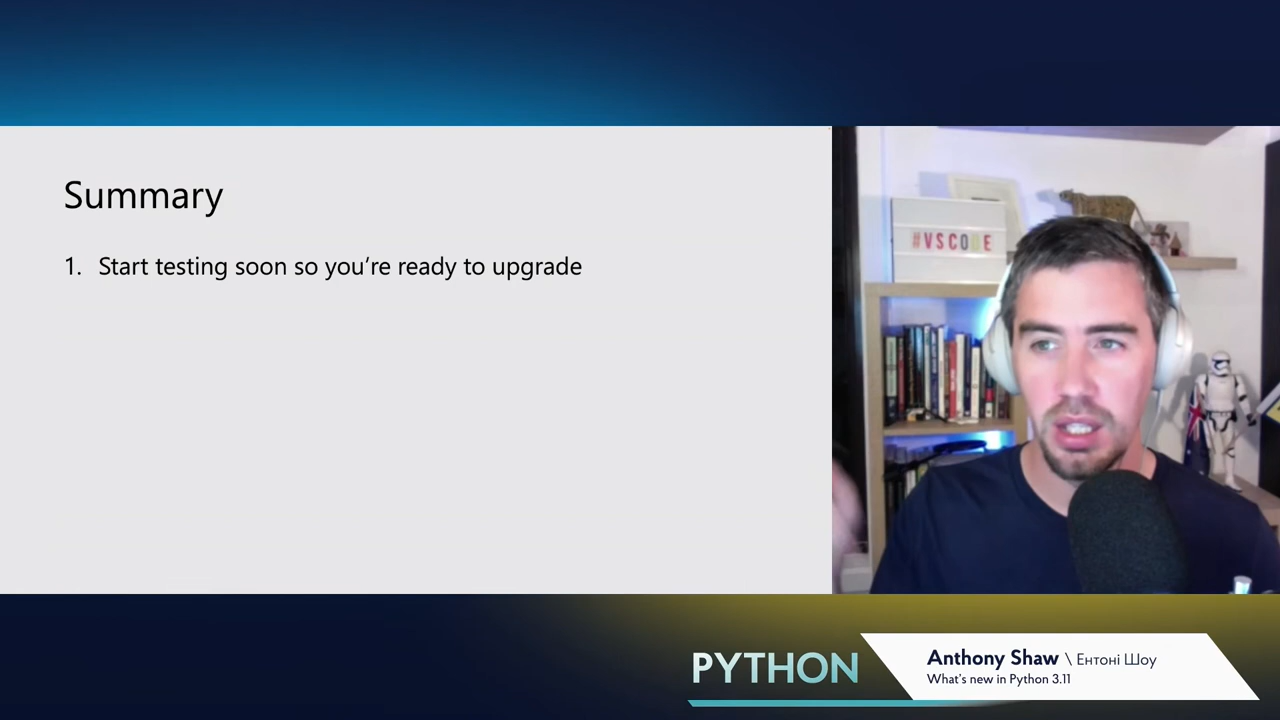 Summary
1. Start testing soon so you’re ready to upgrade
#VSCODE
PYTHON
Anthony Shaw \ Ентоні Шоу
What's new in Python 3.11